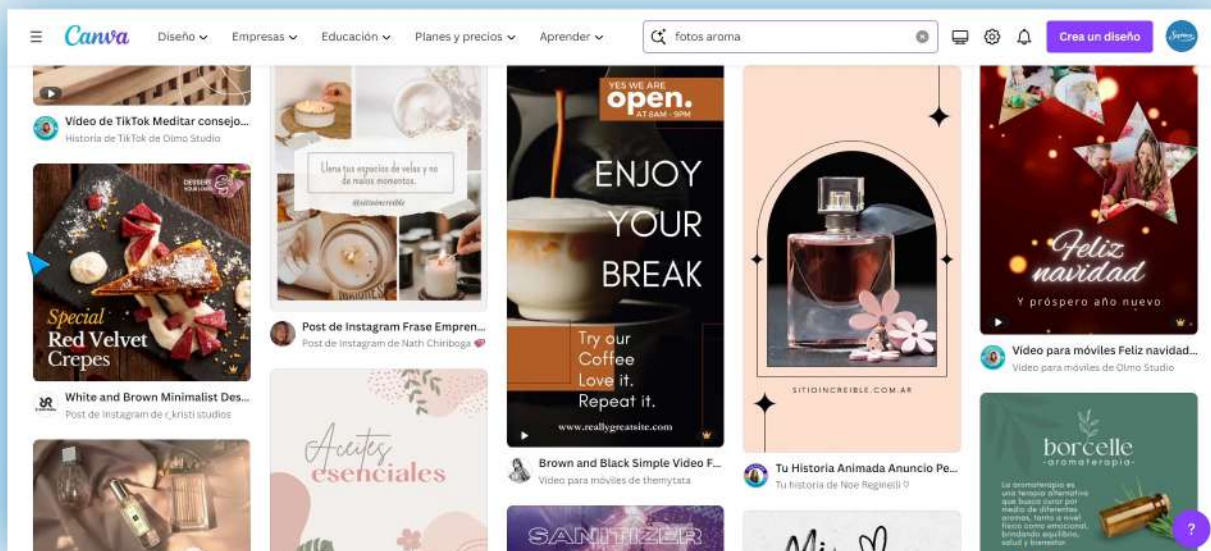 Canva
Diseño
Empresas
Educación
Planes y precios
Aprender
fotos aroma
Crea un diseño
Vídeo de TikTok Meditar consejo...
Historia de TikTok de Olmo Studio
DESSERT
YOUR LOGO
Special
Red Velvet
Crepes
White and Brown Minimalist Des...
Post de Instagram de r_kristi studios
Llena tus espacios de velas y no
de malos momentos.
@sitioincreible
Post de Instagram Frase Empren...
Post de Instagram de Nath Chiriboga
Aceites
esenciales
YES WE ARE
open.
AT 8AM - 9PM
ENJOY
YOUR
BREAK
Try our
Coffee
Love it.
Repeat it.
www.reallygreatsite.com
Brown and Black Simple Video F...
Vídeo para móviles de themytata
SANITIZER
SITIOINCREIBLE.COM.AR
Tu Historia Animada Anuncio Pe...
Tu historia de Noe Reginelli
Mi
Feliz
navidad
Y próspero año nuevo
Vídeo para móviles Feliz navidad...
Vídeo para móviles de Olmo Studio
borcelle
-aromaterapia-
La aromaterapia es
una terapia alternativa
que busca curar por
medio de diferentes
aromas, tanto a nivel
físico como emocional,
brindando equilibrio,
salud y bienestar.
?